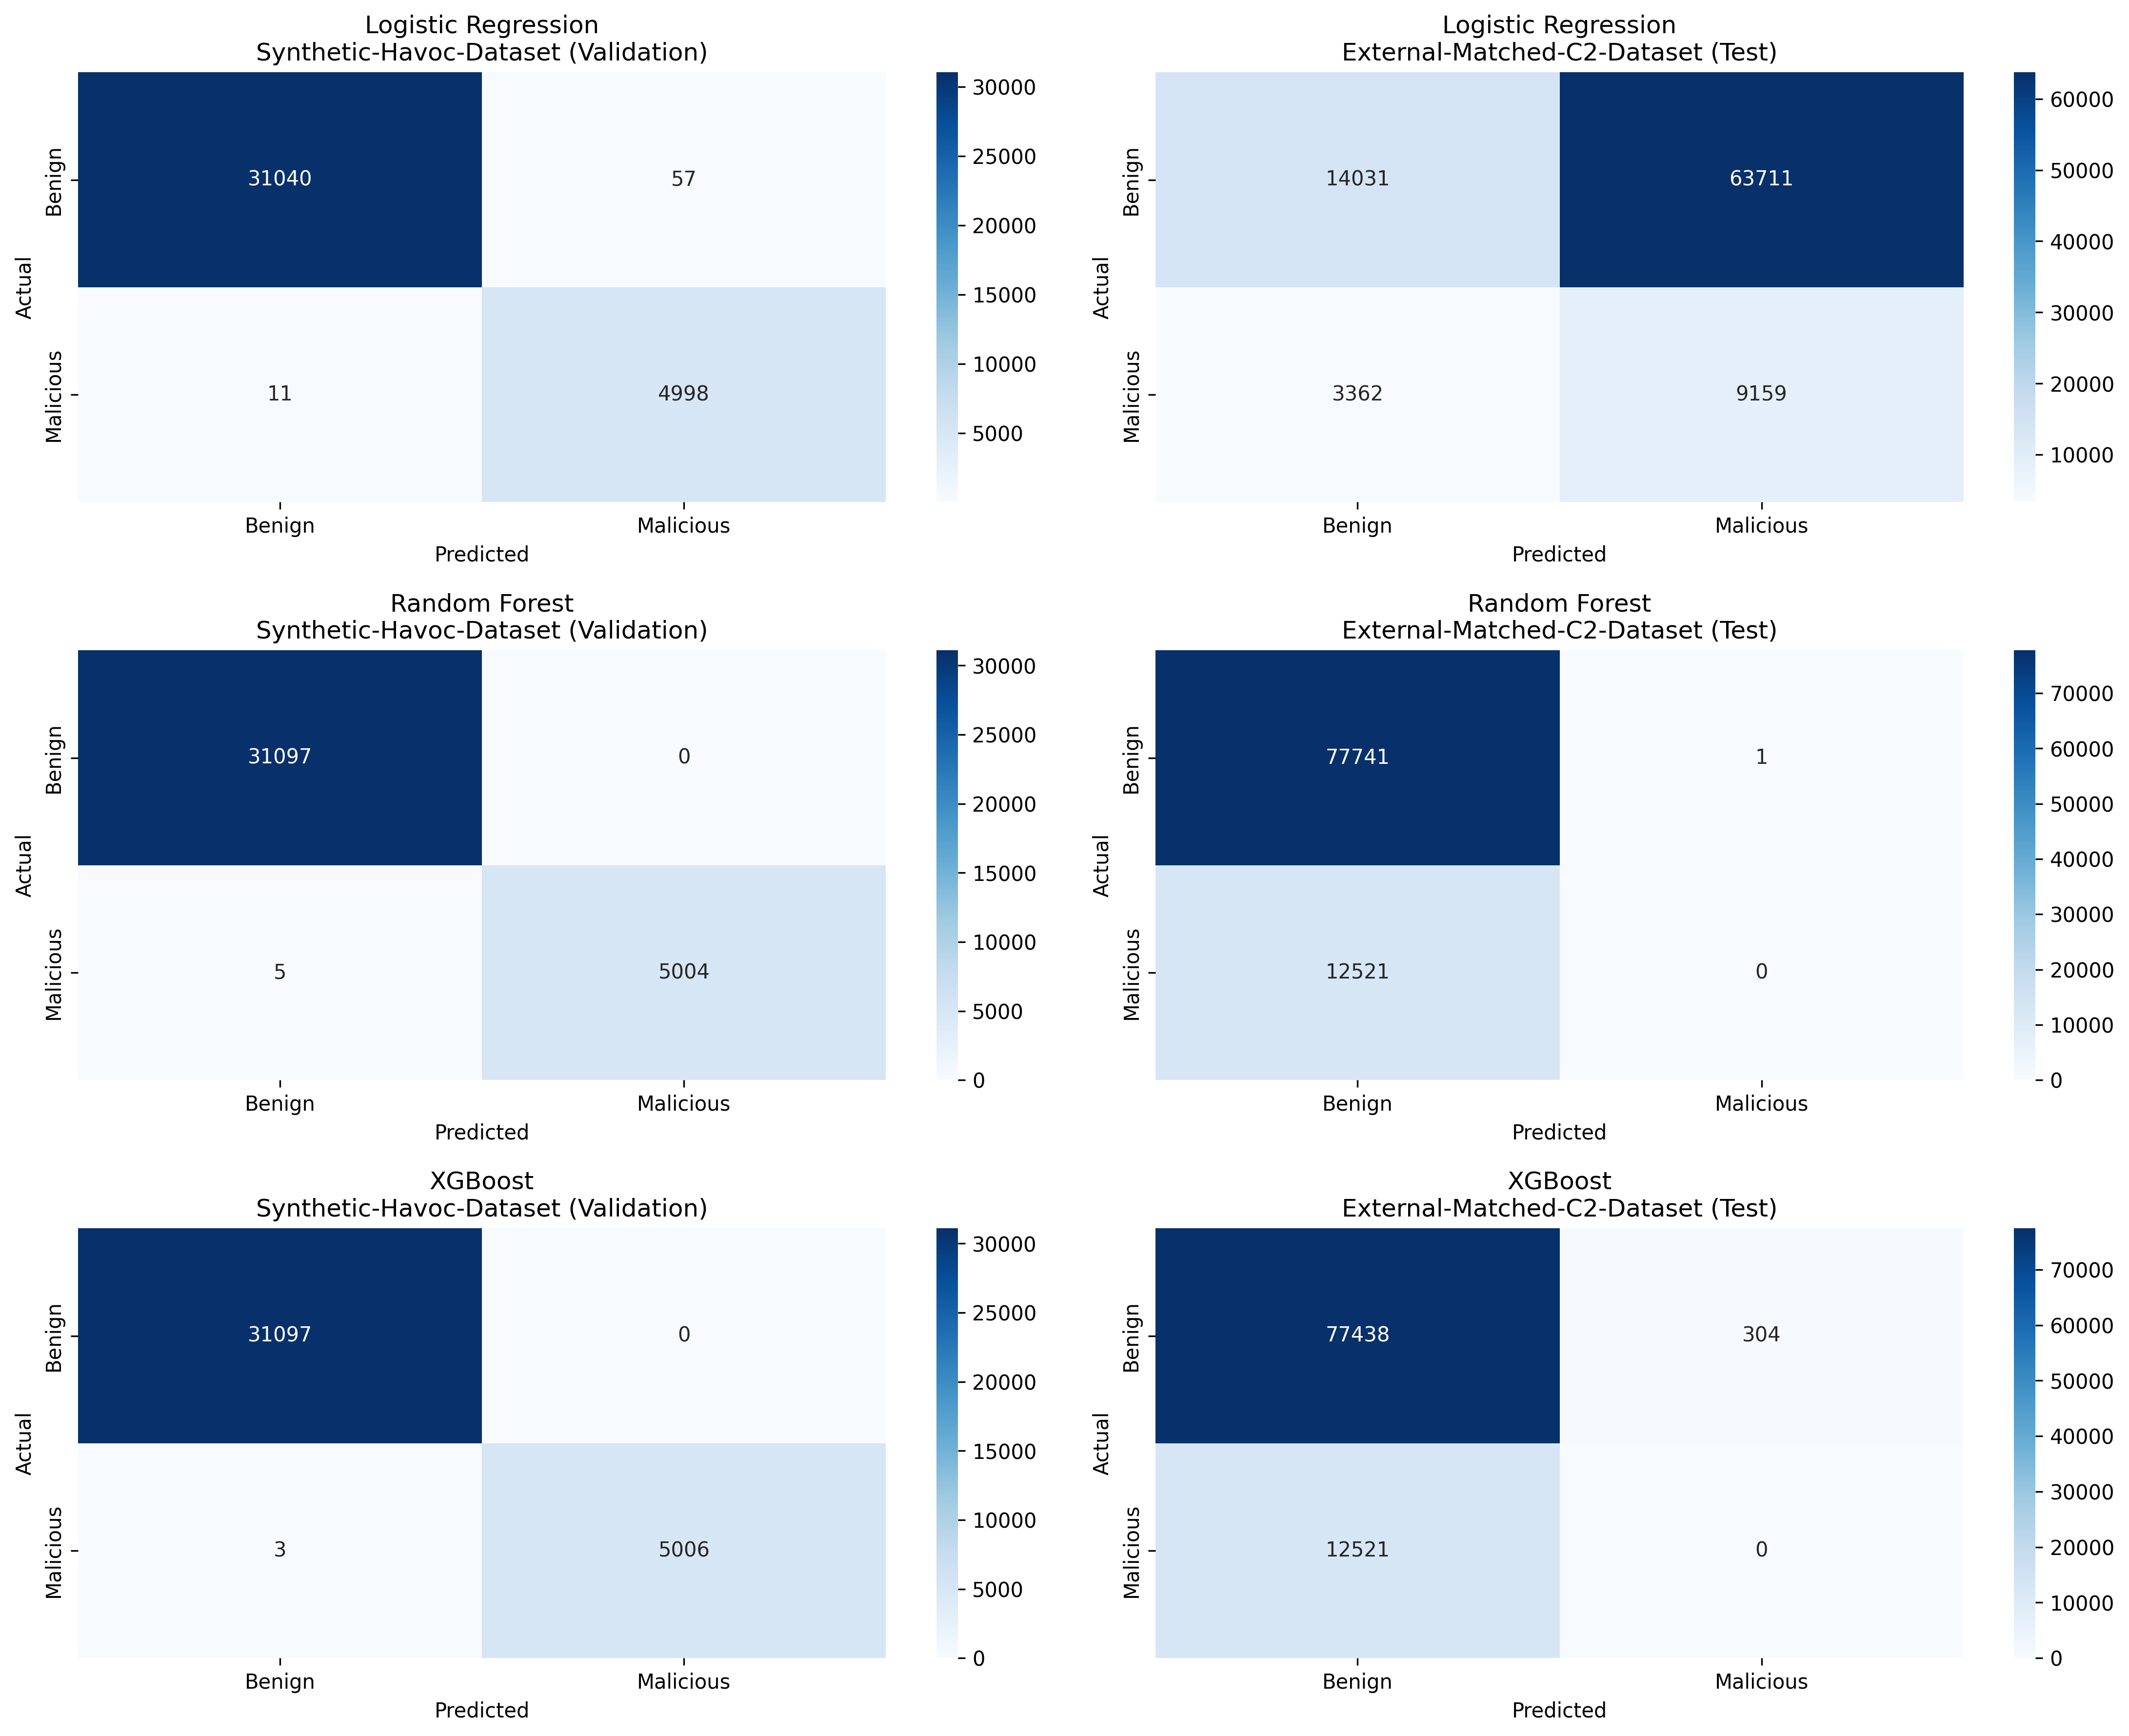 Logistic Regression
Synthetic-Havoc-Dataset (Validation)
Actual
Benign
Malicious
31040
57
11
4998
Benign
Malicious
Predicted
30000
25000
20000
15000
10000
5000
Logistic Regression
External-Matched-C2-Dataset (Test)
Actual
Benign
Malicious
14031
63711
3362
9159
Benign
Malicious
Predicted
60000
50000
40000
30000
20000
10000
Random Forest
Synthetic-Havoc-Dataset (Validation)
Actual
Benign
Malicious
31097
0
5
5004
Benign
Malicious
Predicted
30000
25000
20000
15000
10000
5000
0
Random Forest
External-Matched-C2-Dataset (Test)
Actual
Benign
Malicious
77741
1
12521
0
Benign
Malicious
Predicted
70000
60000
50000
40000
30000
20000
10000
0
XGBoost
Synthetic-Havoc-Dataset (Validation)
Actual
Benign
Malicious
31097
0
3
5006
Benign
Malicious
Predicted
30000
25000
20000
15000
10000
5000
0
XGBoost
External-Matched-C2-Dataset (Test)
Actual
Benign
Malicious
77438
304
12521
0
Benign
Malicious
Predicted
70000
60000
50000
40000
30000
20000
10000
0